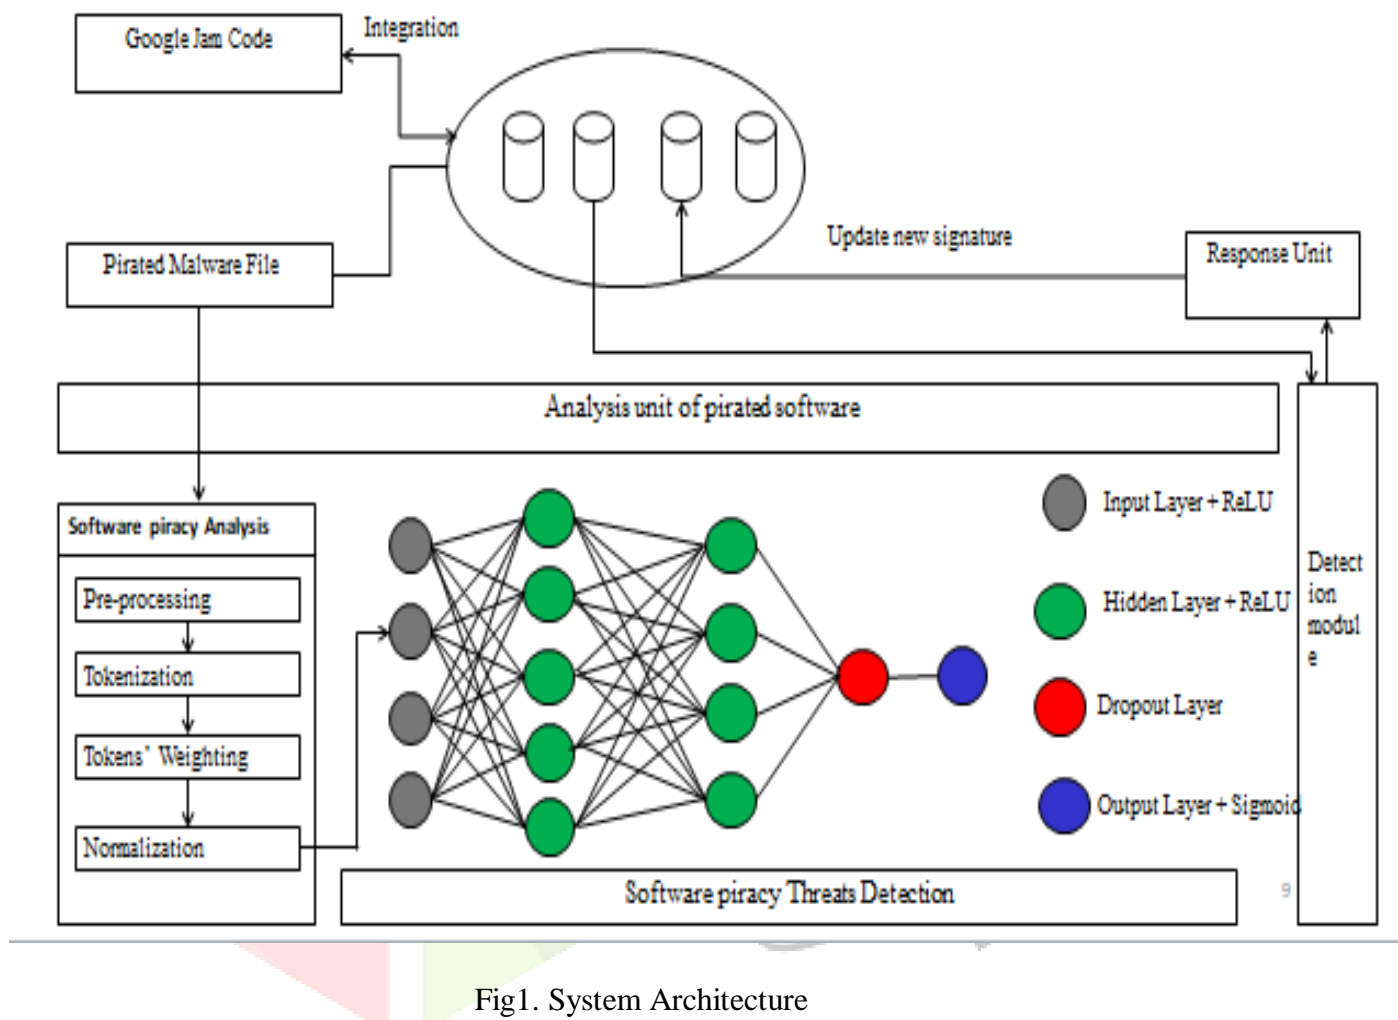 Google Jam Code
Integration
Update new signature
Response Unit
Pirated Malware File
Analysis unit of pirated software
Software piracy Analysis
Pre-processing
Tokenization
Tokens' Weighting
Normalization
Input Layer + ReLU
Hidden Layer + ReLU
Dropout Layer
Output Layer + Sigmoid
Detect
ion
modul
e
Software piracy Threats Detection
9
Fig1. System Architecture